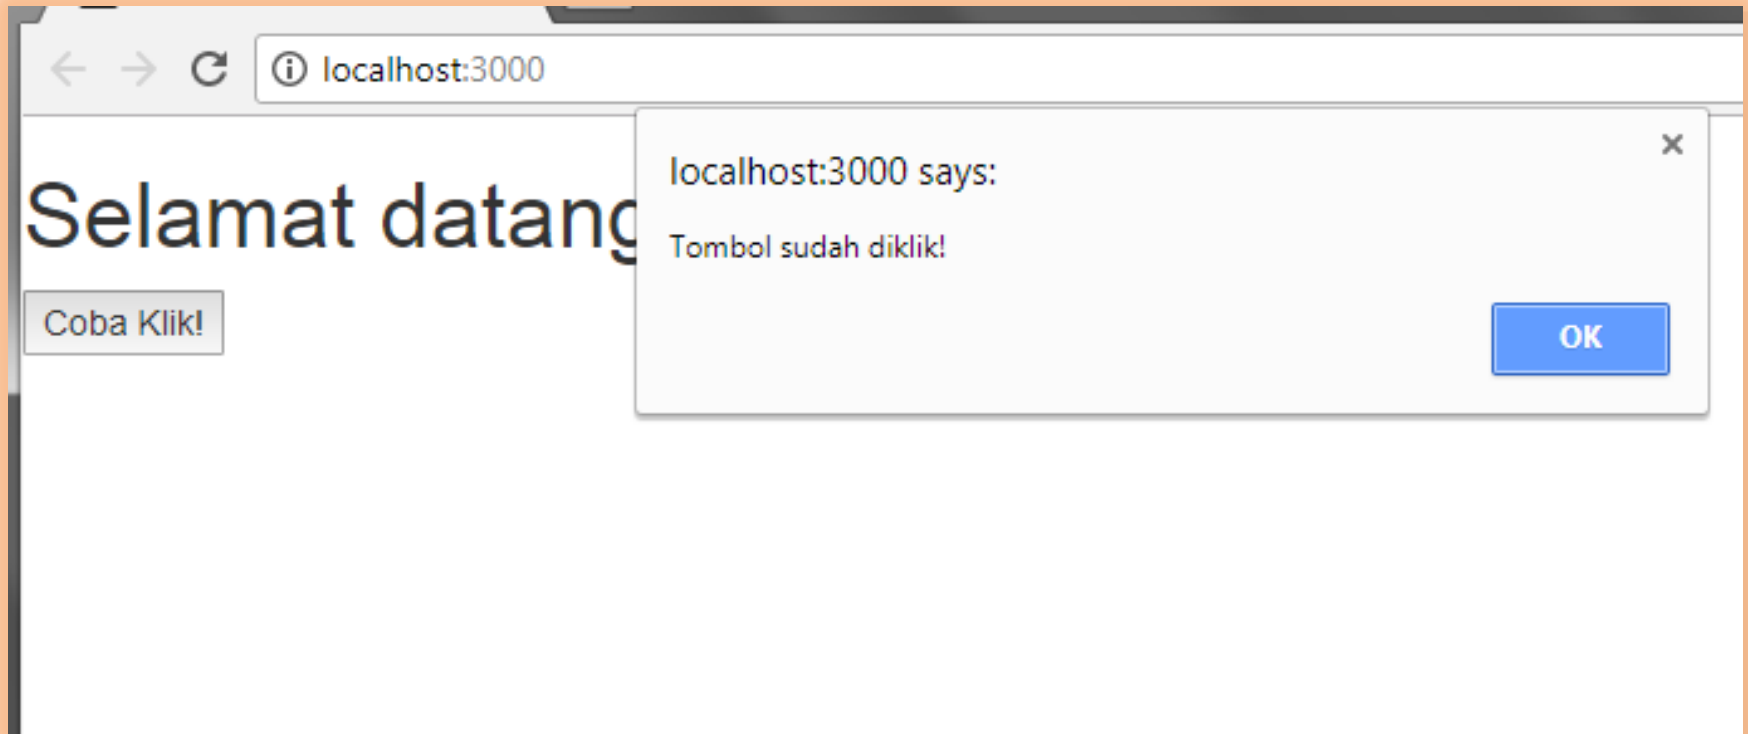 localhost:3000
localhost:3000 says:
Selamat datang
Tombol sudah diklik!
Coba Klik!
OK